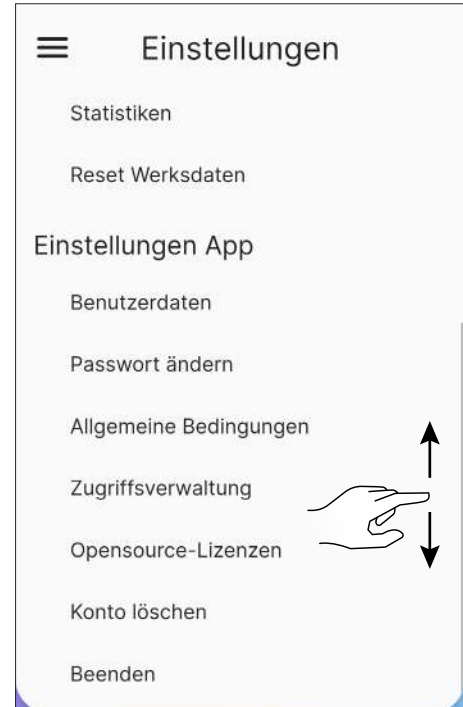 Einstellungen
Statistiken
Reset Werksdaten
Einstellungen App
Benutzerdaten
Passwort ändern
Allgemeine Bedingungen
Zugriffsverwaltung
Opensource-Lizenzen
Konto löschen
Beenden